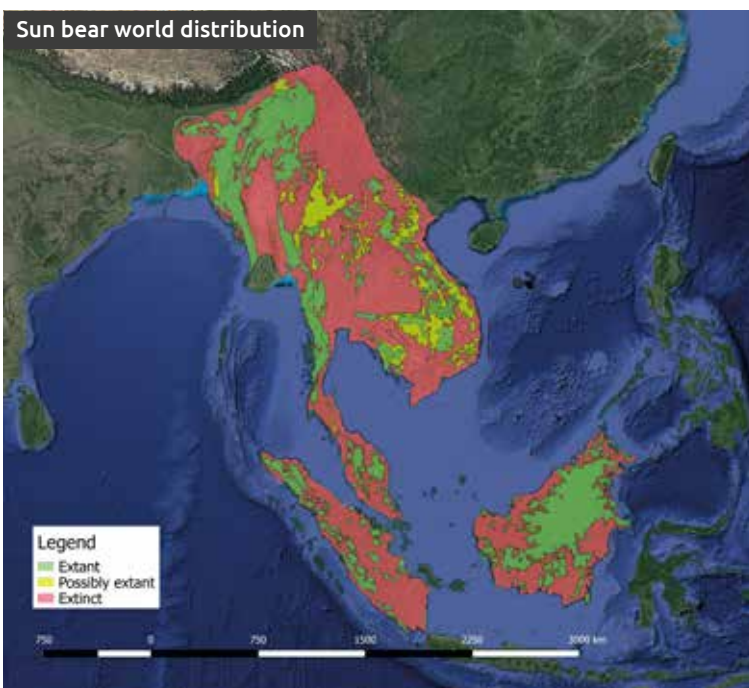 Sun bear world distribution
Legend
Extant
Possibly extant
Extinct
750 0 750 1500 2250 3000 km